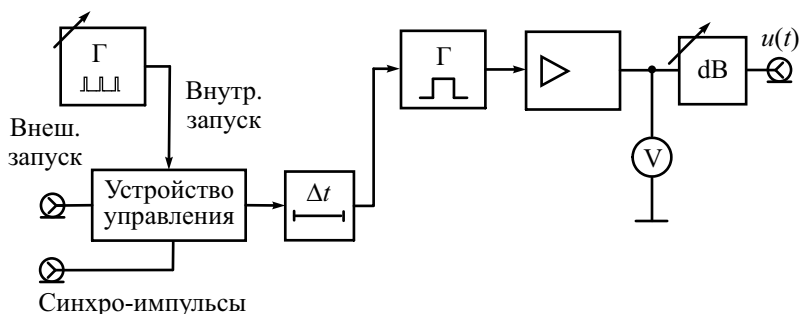 Г
Внутр.
запуск
Внеш.
запуск
Устройство
управления
Δt
Синхро-импульсы
Г
V
dB
u(t)